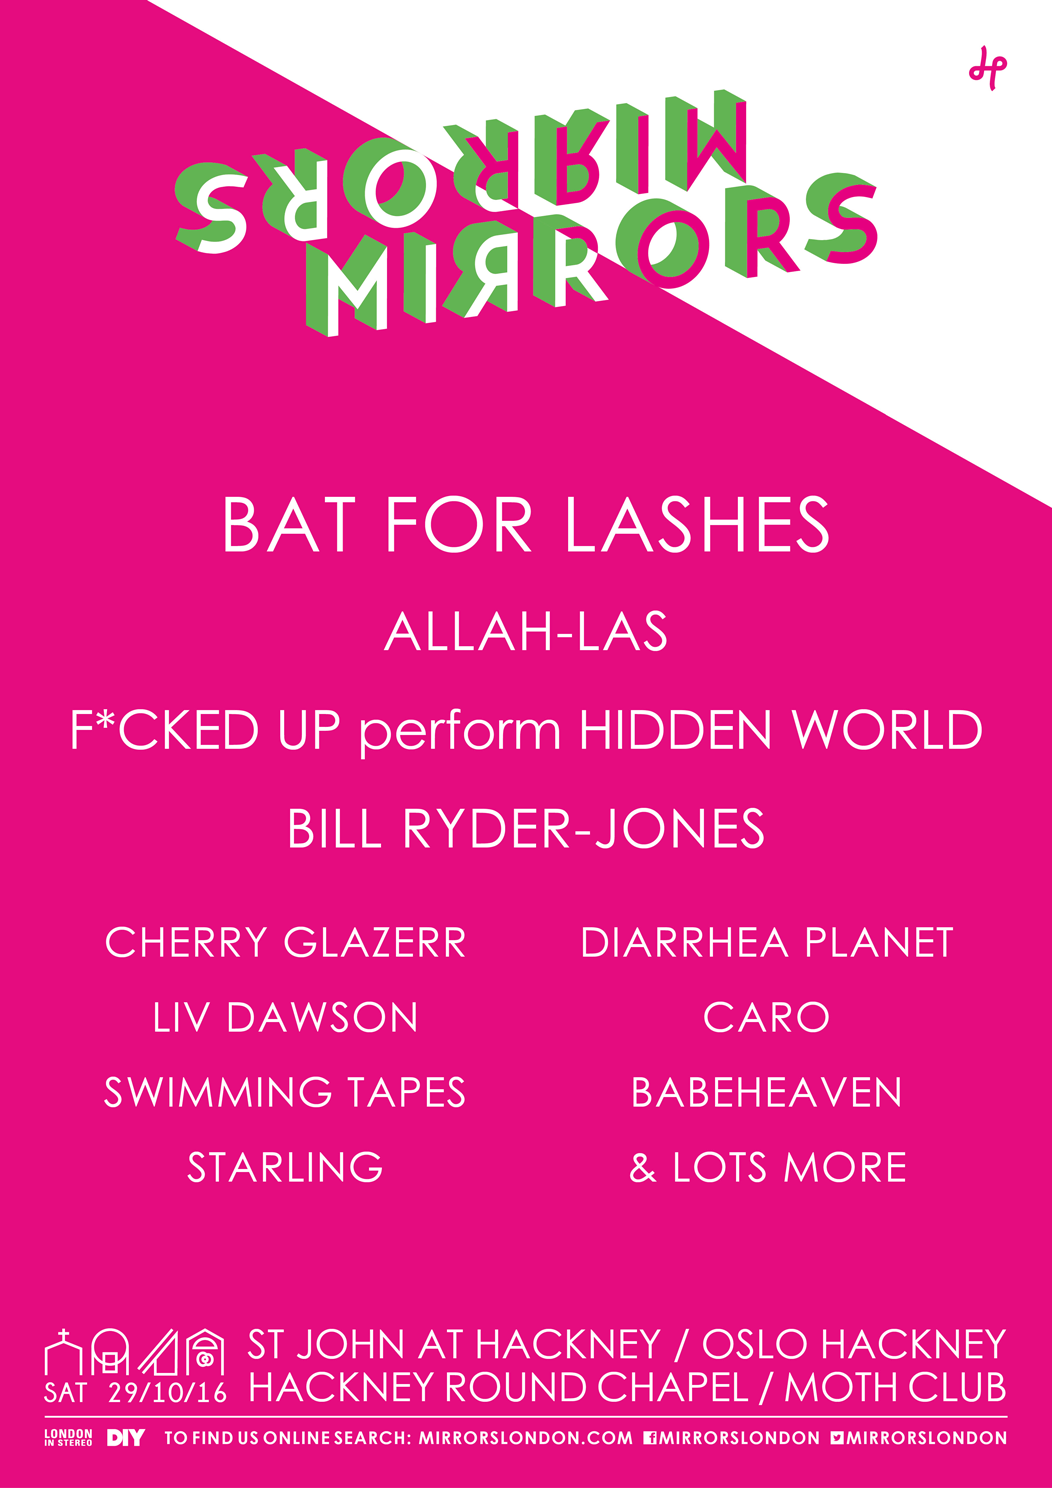 MIRRORS
MIRRORS
BAT FOR LASHES
ALLAH-LAS
F*CKED UP perform HIDDEN WORLD
BILL RYDER-JONES
CHERRY GLAZERR
DIARRHEA PLANET
LIV DAWSON
CARO
SWIMMING TAPES
BABEHEAVEN
STARLING
& LOTS MORE
ST JOHN AT HACKNEY / OSLO HACKNEY
HACKNEY ROUND CHAPEL / MOTH CLUB
SAT 29/10/16
LONDON
IN STEREO
DIY
TO FIND US ONLINE SEARCH: MIRRORSLONDON.COM MIRRORSLONDON MIRRORSLONDON